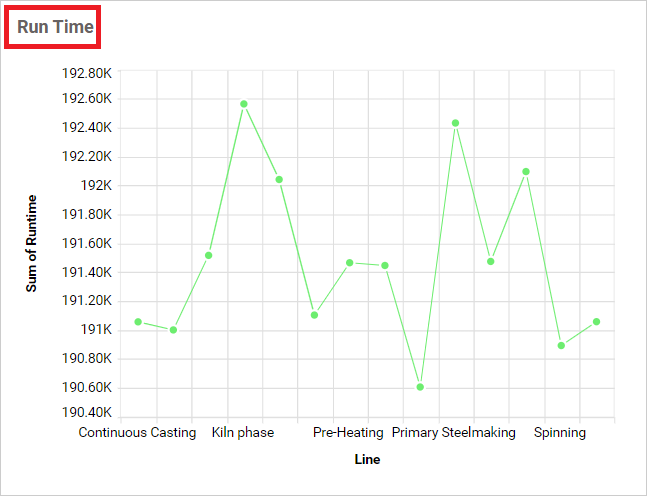 Run Time
192.80K
192.60K
192.40K
192.20K
192K
191.80K
191.60K
191.40K
191.20K
191K
190.80K
190.60K
190.40K
Sum of Runtime
Continuous Casting Kiln phase Pre-Heating Primary Steelmaking Spinning
Line